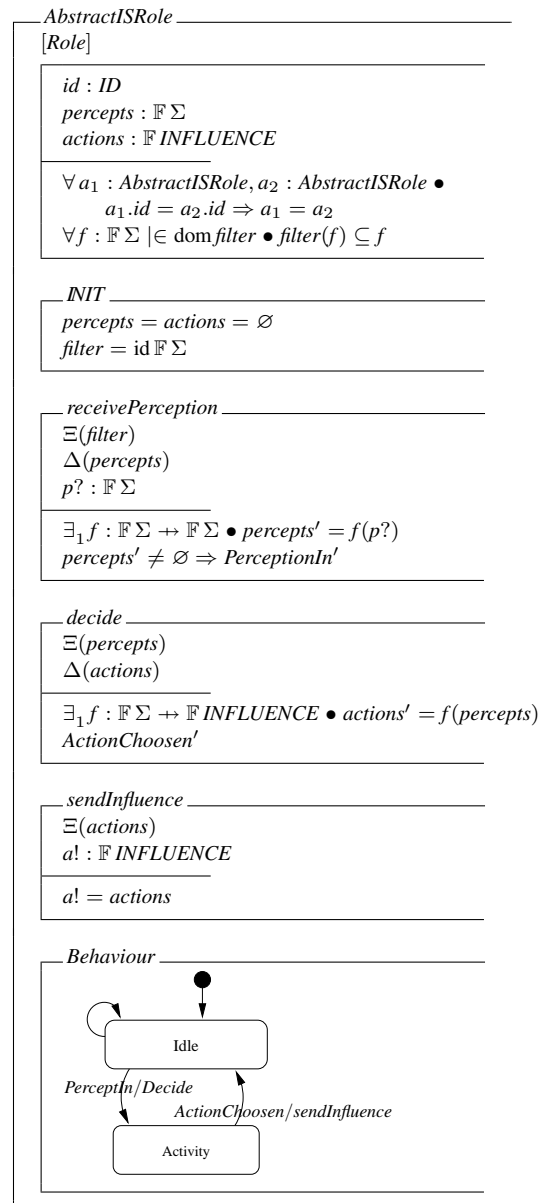 AbstractISRole
[Role]
id : ID
percepts : 𝔽 Σ
actions : 𝔽 INFLUENCE
∀ a₁ : AbstractISRole, a₂ : AbstractISRole •
a₁.id = a₂.id ⇒ a₁ = a₂
∀f : 𝔽 Σ |∈ dom filter • filter(f) ⊆ f
INIT
percepts = actions = ∅
filter = id 𝔽 Σ
receivePerception
Ξ(filter)
Δ(percepts)
p? : 𝔽 Σ
∃₁ f : 𝔽 Σ ⇸ 𝔽 Σ • percepts′ = f(p?)
percepts′ ≠ ∅ ⇒ PerceptionIn′
decide
Ξ(percepts)
Δ(actions)
∃₁ f : 𝔽 Σ ⇸ 𝔽 INFLUENCE • actions′ = f(percepts)
ActionChoosen′
sendInfluence
Ξ(actions)
a! : 𝔽 INFLUENCE
a! = actions
Behaviour
Idle
PerceptIn/Decide
ActionChoosen/sendInfluence
Activity